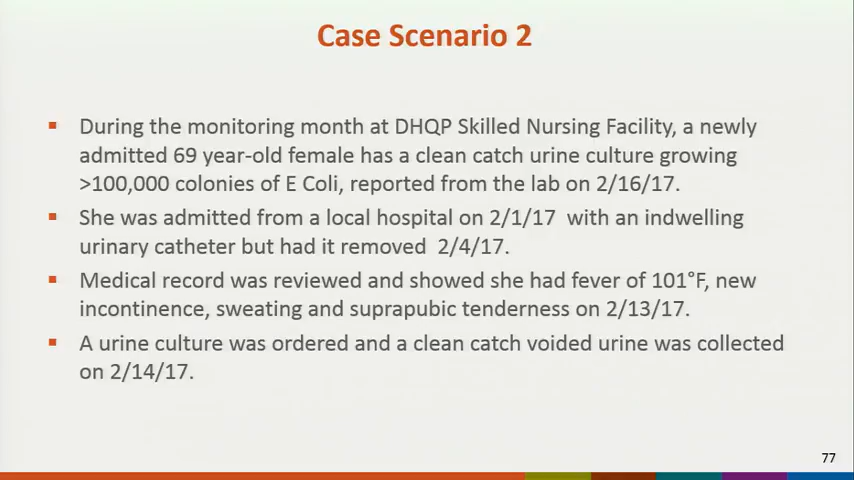 Case Scenario 2
▪ During the monitoring month at DHQP Skilled Nursing Facility, a newly
admitted 69 year-old female has a clean catch urine culture growing
>100,000 colonies of E Coli, reported from the lab on 2/16/17.
▪ She was admitted from a local hospital on 2/1/17 with an indwelling
urinary catheter but had it removed 2/4/17.
▪ Medical record was reviewed and showed she had fever of 101°F, new
incontinence, sweating and suprapubic tenderness on 2/13/17.
▪ A urine culture was ordered and a clean catch voided urine was collected
on 2/14/17.
77